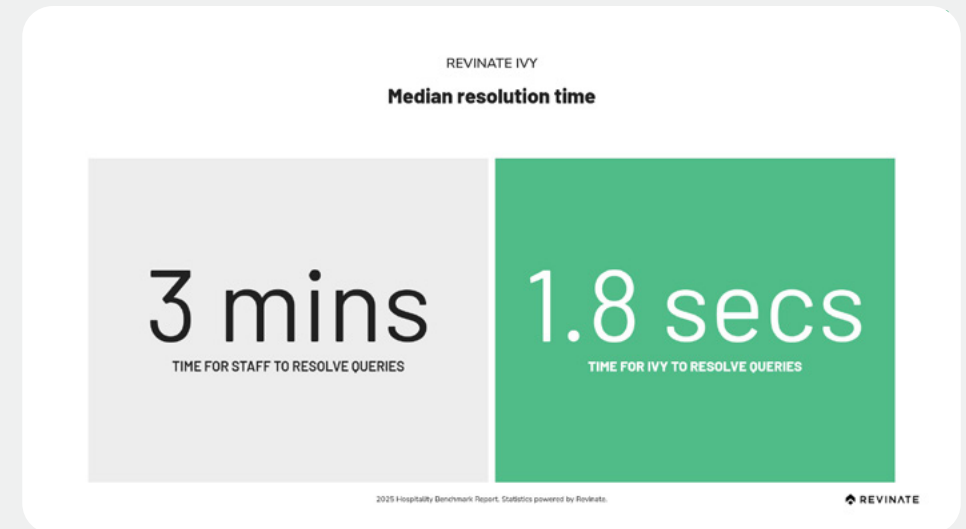 REVINATE IVY
Median resolution time
3 mins
TIME FOR STAFF TO RESOLVE QUERIES
1.8 secs
TIME FOR IVY TO RESOLVE QUERIES
2025 Hospitality Benchmark Report. Statistics powered by Revinate.
REVINATE